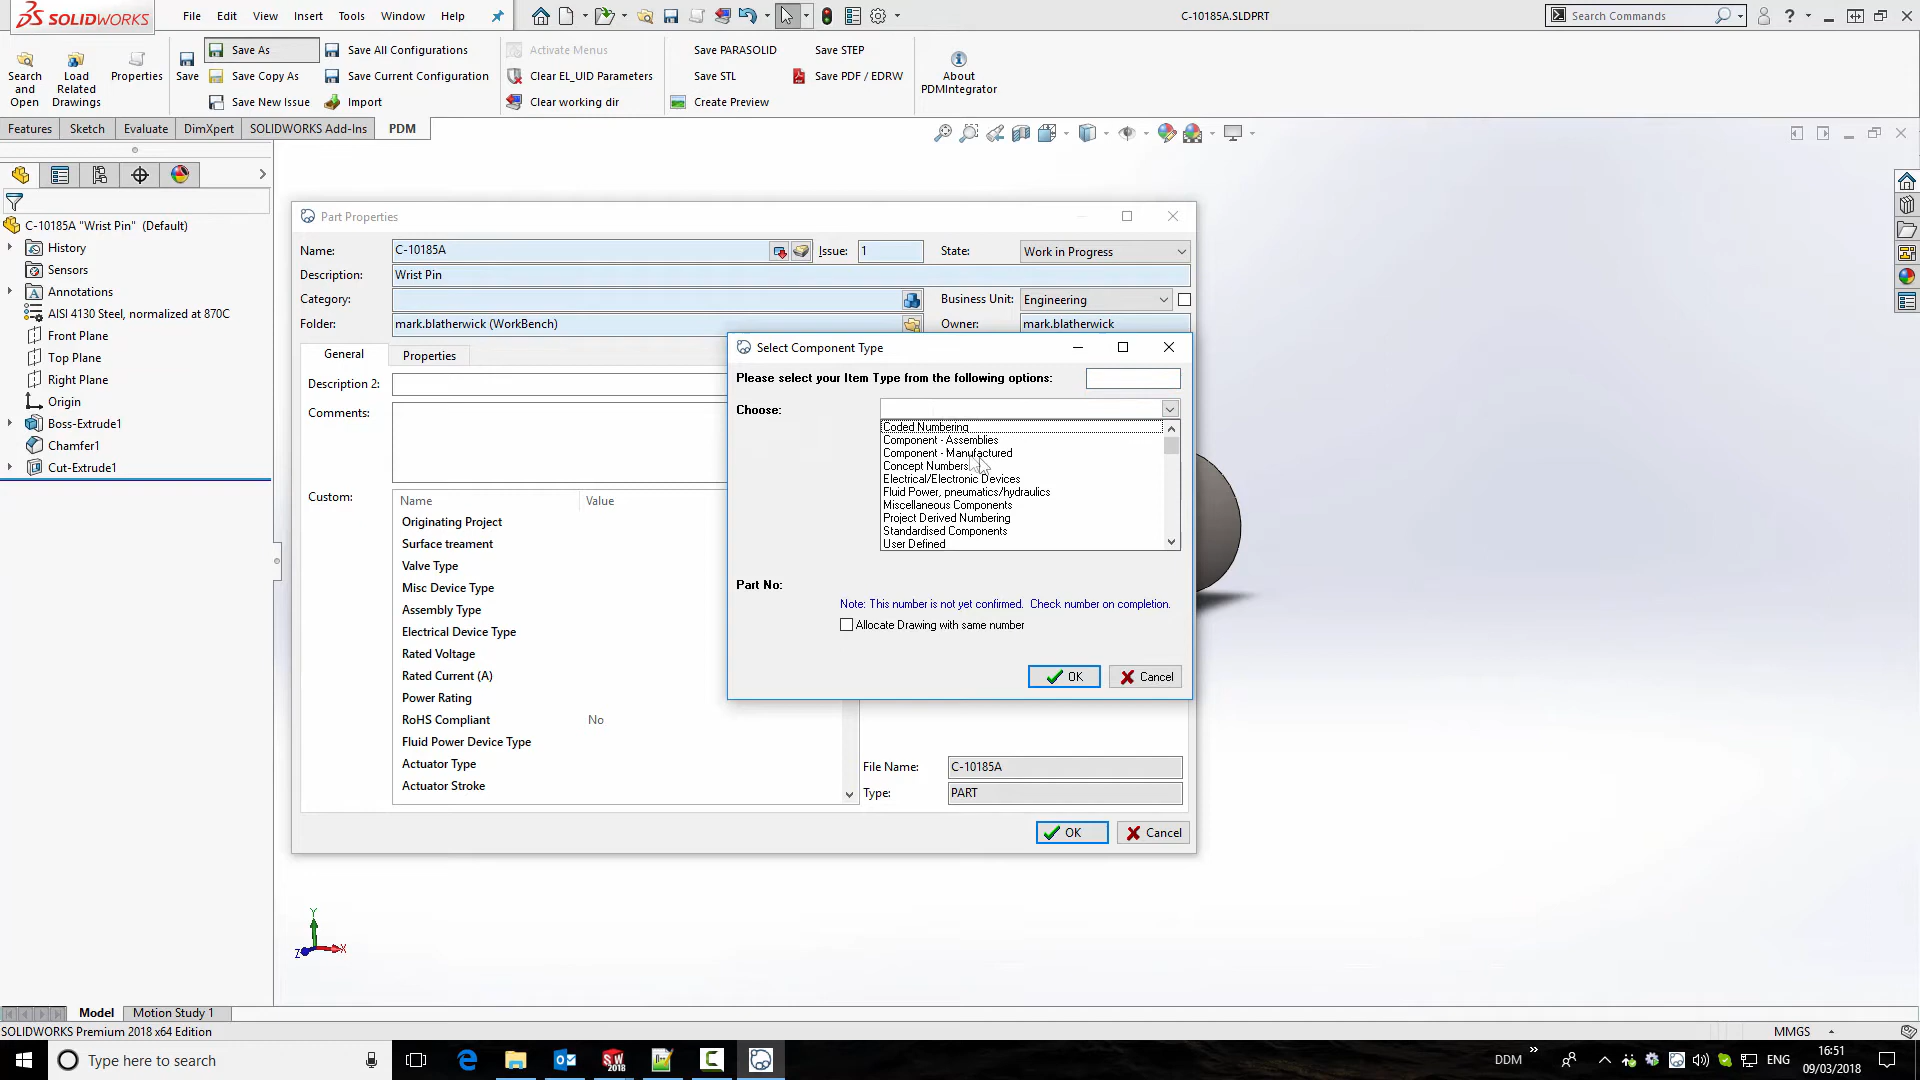 SOLIDWORKS File Edit View Insert Tools Window Help C-10185A.SLDPRT Search Commands
Search and Open
Load Related Drawings
Properties
Save
Save As
Save Copy As
Save New Issue
Save All Configurations
Save Current Configuration
Import
Activate Menus
Clear EL_UID Parameters
Clear working dir
Save PARASOLID
Save STL
Create Preview
Save STEP
Save PDF / EDRW
About PDMIntegrator
Features Sketch Evaluate DimXpert SOLIDWORKS Add-Ins PDM
C-10185A "Wrist Pin" (Default)
History
Sensors
Annotations
AISI 4130 Steel, normalized at 870C
Front Plane
Top Plane
Right Plane
Origin
Boss-Extrude1
Chamfer1
Cut-Extrude1
Part Properties
Name: C-10185A Issue: 1 State: Work in Progress
Description: Wrist Pin
Category: Business Unit: Engineering
Folder: mark.blatherwick (WorkBench) Owner: mark.blatherwick
General Properties
Description 2:
Comments:
Custom: Name Value
Originating Project
Surface treament
Valve Type
Misc Device Type
Assembly Type
Electrical Device Type
Rated Voltage
Rated Current (A)
Power Rating
RoHS Compliant No
Fluid Power Device Type
Actuator Type
Actuator Stroke
File Name: C-10185A
Type: PART
OK Cancel
Select Component Type
Please select your Item Type from the following options:
Choose:
Coded Numbering
Component - Assemblies
Component - Manufactured
Concept Numbers
Electrical/Electronic Devices
Fluid Power, pneumatics/hydraulics
Miscellaneous Components
Project Derived Numbering
Standardised Components
User Defined
Part No:
Note: This number is not yet confirmed. Check number on completion.
Allocate Drawing with same number
OK Cancel
Y
X
Z
Model Motion Study 1
SOLIDWORKS Premium 2018 x64 Edition MMGS
Type here to search DDM ENG 16:51
09/03/2018